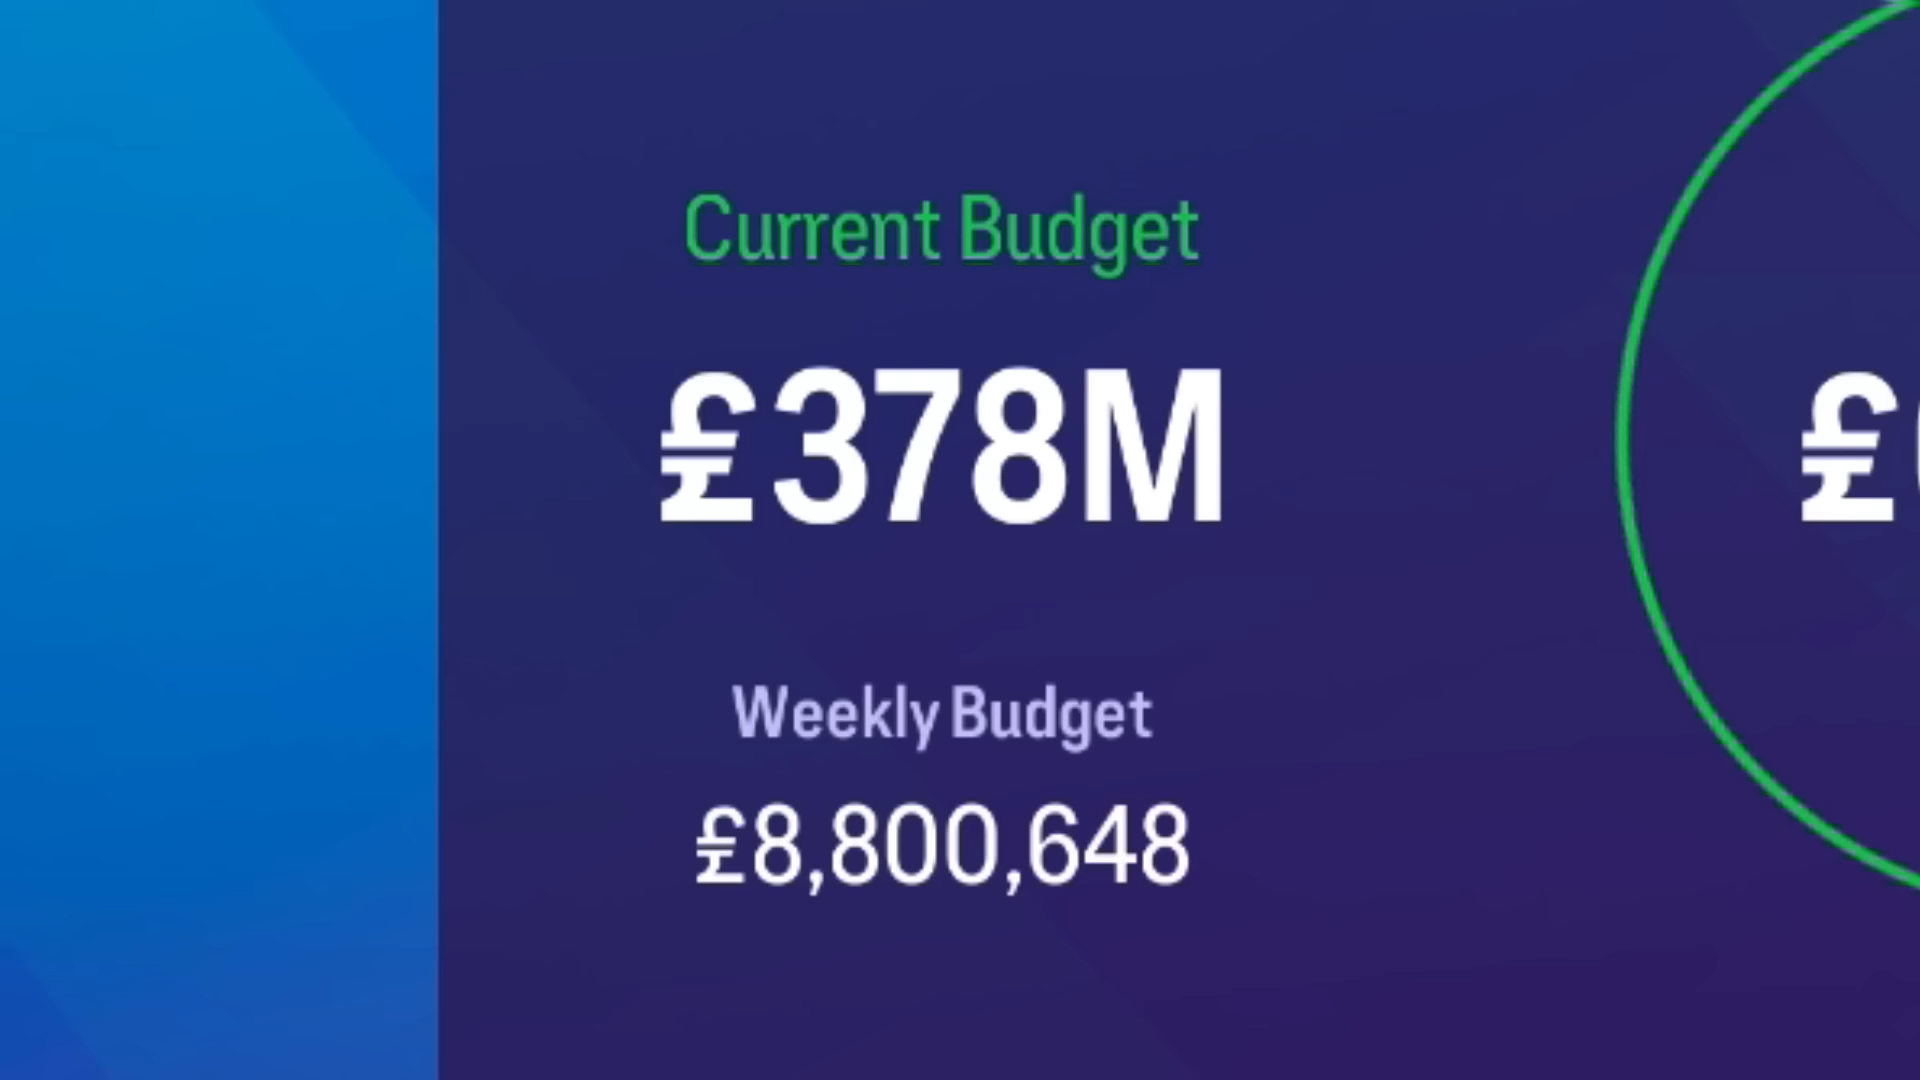 Current Budget
£378M
£
Weekly Budget
£8,800,648